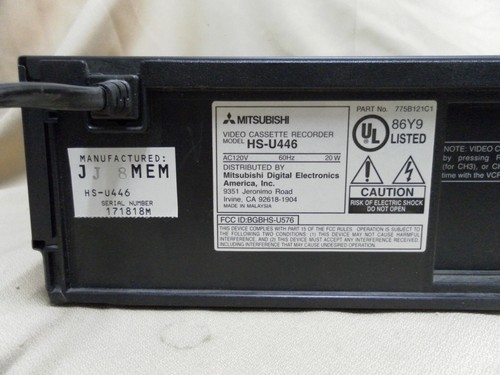 MANUFACTURED:
J J 8 MEM
HS-U446
SERIAL NUMBER
171818M
MITSUBISHI
PART No. 775B121C1
VIDEO CASSETTE RECORDER
MODEL HS-U446
AC120V 60Hz 20W
DISTRIBUTED BY
Mitsubishi Digital Electronics
America, Inc.
9351 Jeronimo Road
Irvine, CA 92618-1904
MADE IN MALAYSIA
UL 86Y9
LISTED
CAUTION
RISK OF ELECTRIC SHOCK
DO NOT OPEN
FCC ID:BGBHS-U576
THIS DEVICE COMPLIES WITH PART 15 OF THE FCC RULES. OPERATION IS SUBJECT TO
THE FOLLOWING TWO CONDITIONS: (1) THIS DEVICE MAY NOT CAUSE HARMFUL
INTERFERENCE, AND (2) THIS DEVICE MUST ACCEPT ANY INTERFERENCE RECEIVED,
INCLUDING INTERFERENCE THAT MAY CAUSE UNDESIRED OPERATION.
NOTE: VIDEO C
by pressing
(for CH3), or CH
time with the VCR